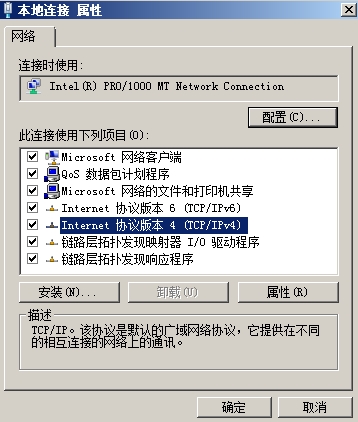 本地连接 属性
网络
连接时使用:
Intel(R) PRO/1000 MT Network Connection
配置(C)...
此连接使用下列项目(O):
Microsoft 网络客户端
QoS 数据包计划程序
Microsoft 网络的文件和打印机共享
Internet 协议版本 6 (TCP/IPv6)
Internet 协议版本 4 (TCP/IPv4)
链路层拓扑发现映射器 I/O 驱动程序
链路层拓扑发现响应程序
安装(N)...
卸载(U)
属性(R)
描述
TCP/IP。该协议是默认的广域网络协议，它提供在不同
的相互连接的网络上的通讯。
确定
取消